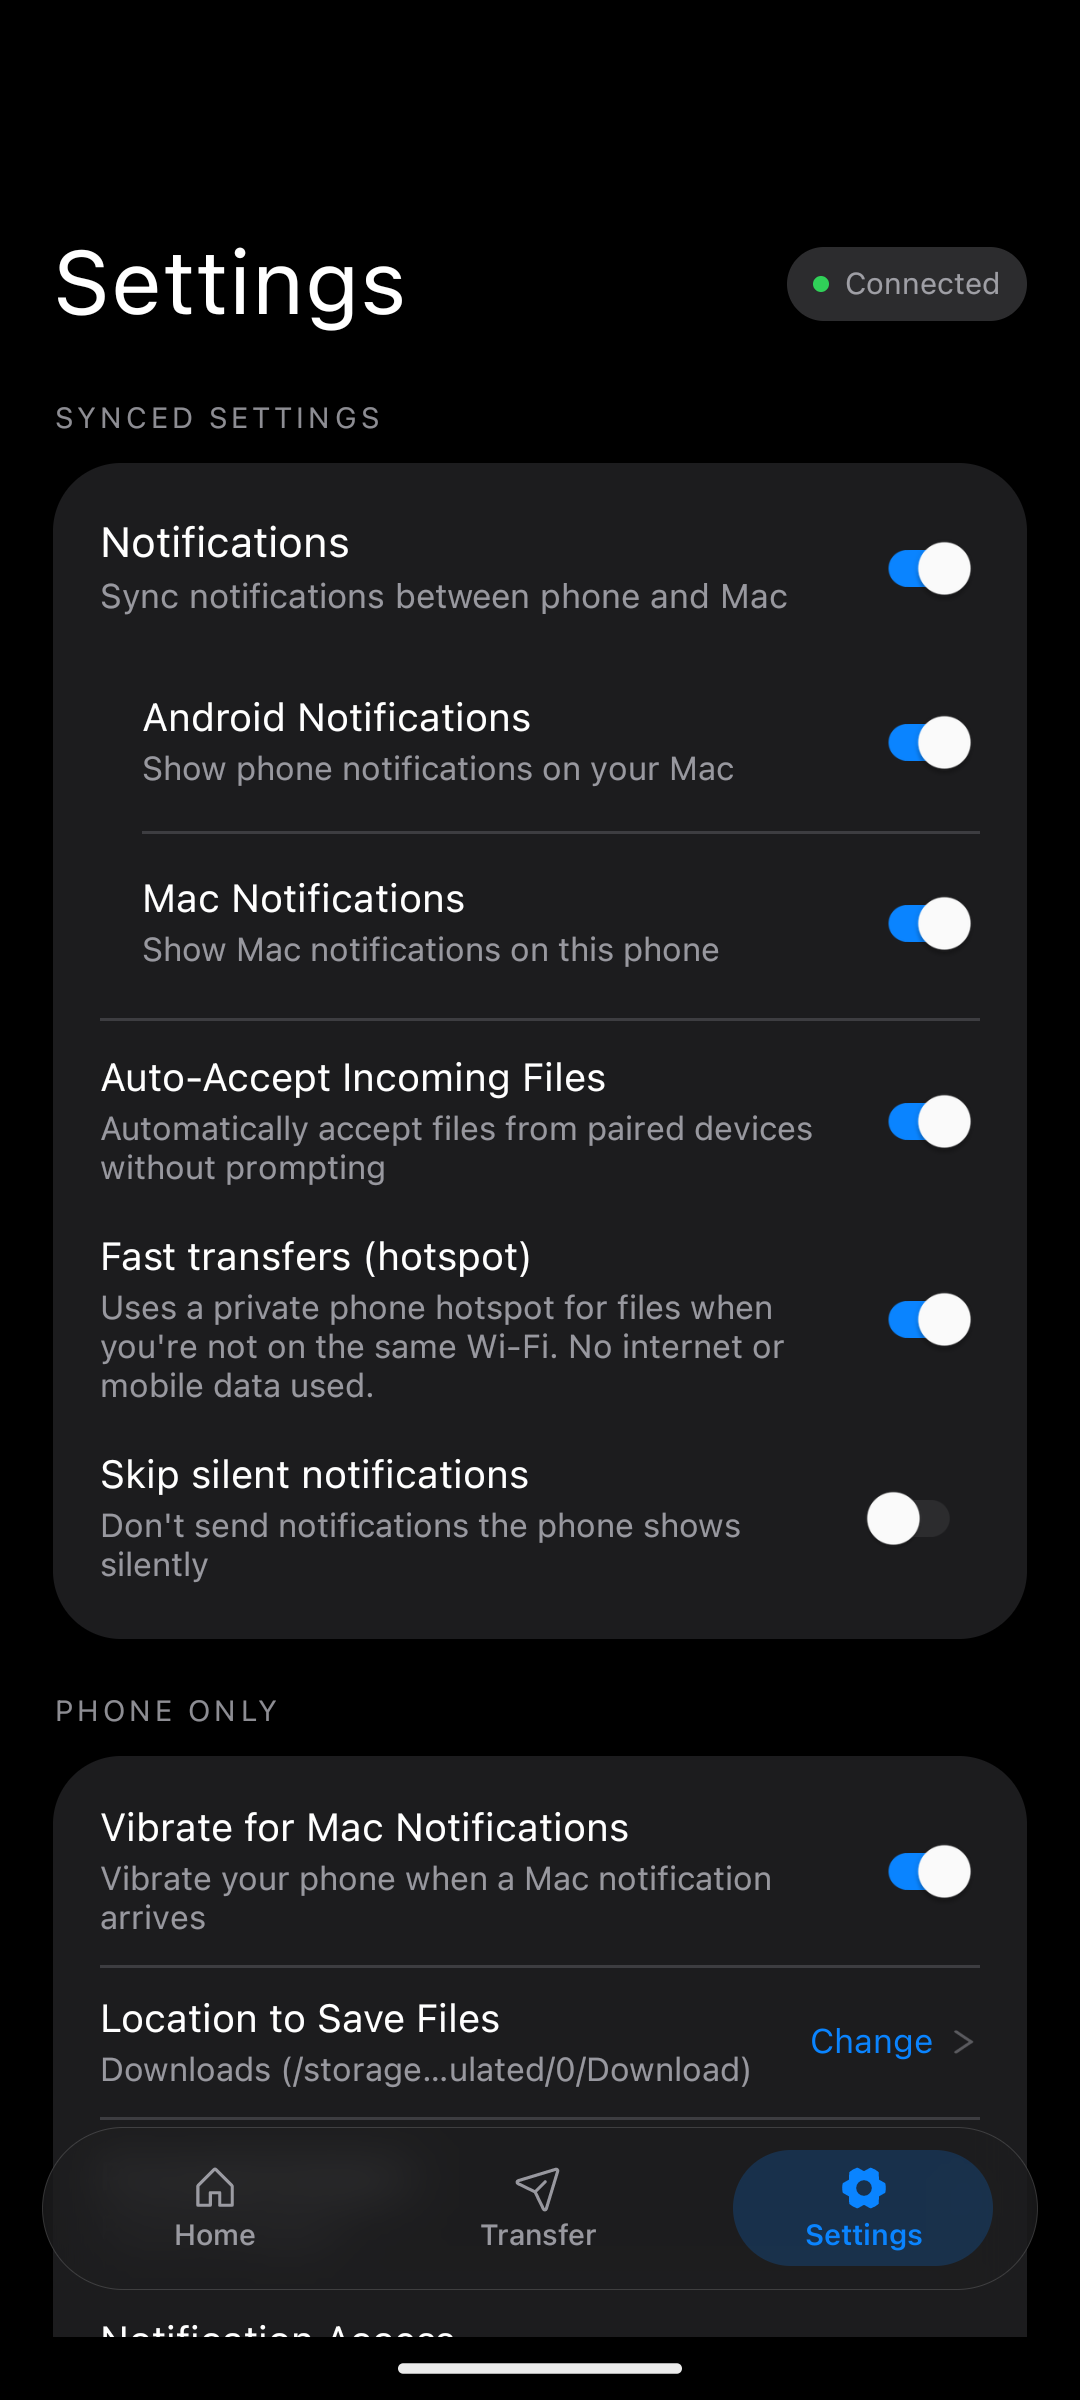 Settings
Connected
SYNCED SETTINGS
Notifications
Sync notifications between phone and Mac
Android Notifications
Show phone notifications on your Mac
Mac Notifications
Show Mac notifications on this phone
Auto-Accept Incoming Files
Automatically accept files from paired devices
without prompting
Fast transfers (hotspot)
Uses a private phone hotspot for files when
you're not on the same Wi-Fi. No internet or
mobile data used.
Skip silent notifications
Don't send notifications the phone shows
silently
PHONE ONLY
Vibrate for Mac Notifications
Vibrate your phone when a Mac notification
arrives
Location to Save Files
Downloads (/storage...ulated/0/Download)
Change
Home
Transfer
Settings
Notification Access